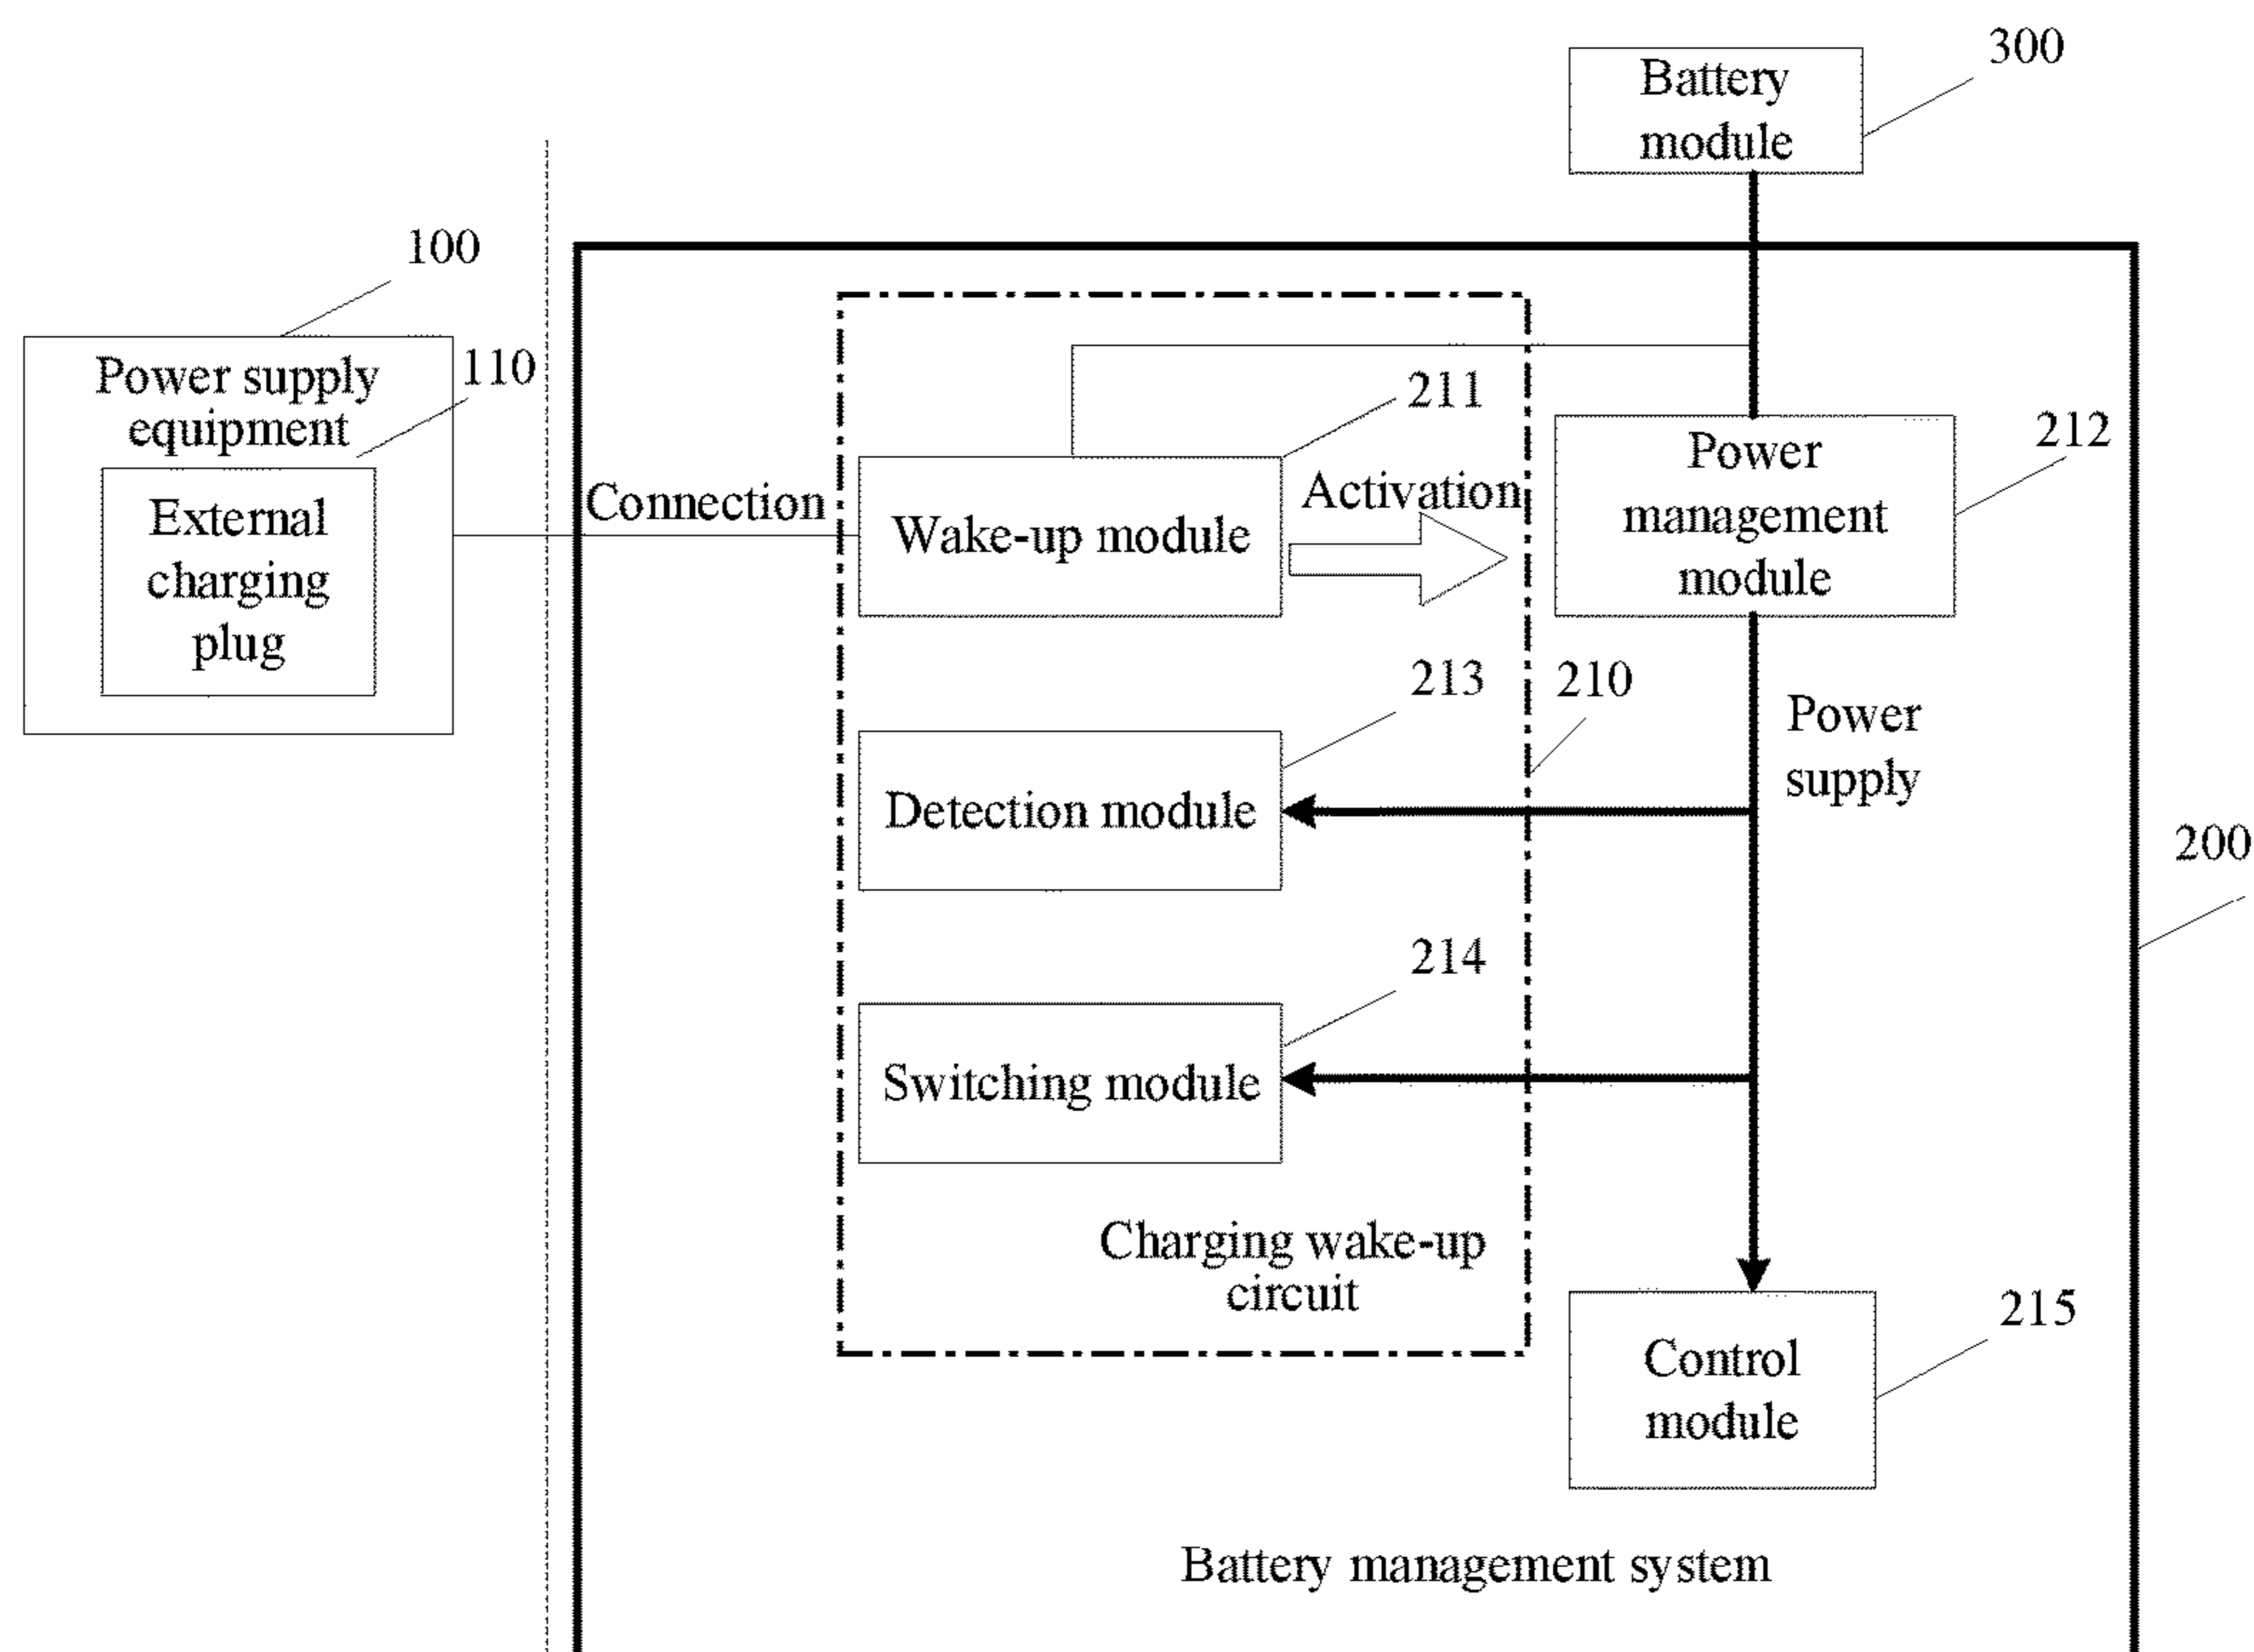 300
Battery
module
100
Power supply
equipment
110
External
charging
plug
Connection
211
Wake-up module
Activation
212
Power
management
module
213
Detection module
210
Power
supply
200
214
Switching module
Charging wake-up
circuit
215
Control
module
Battery management system